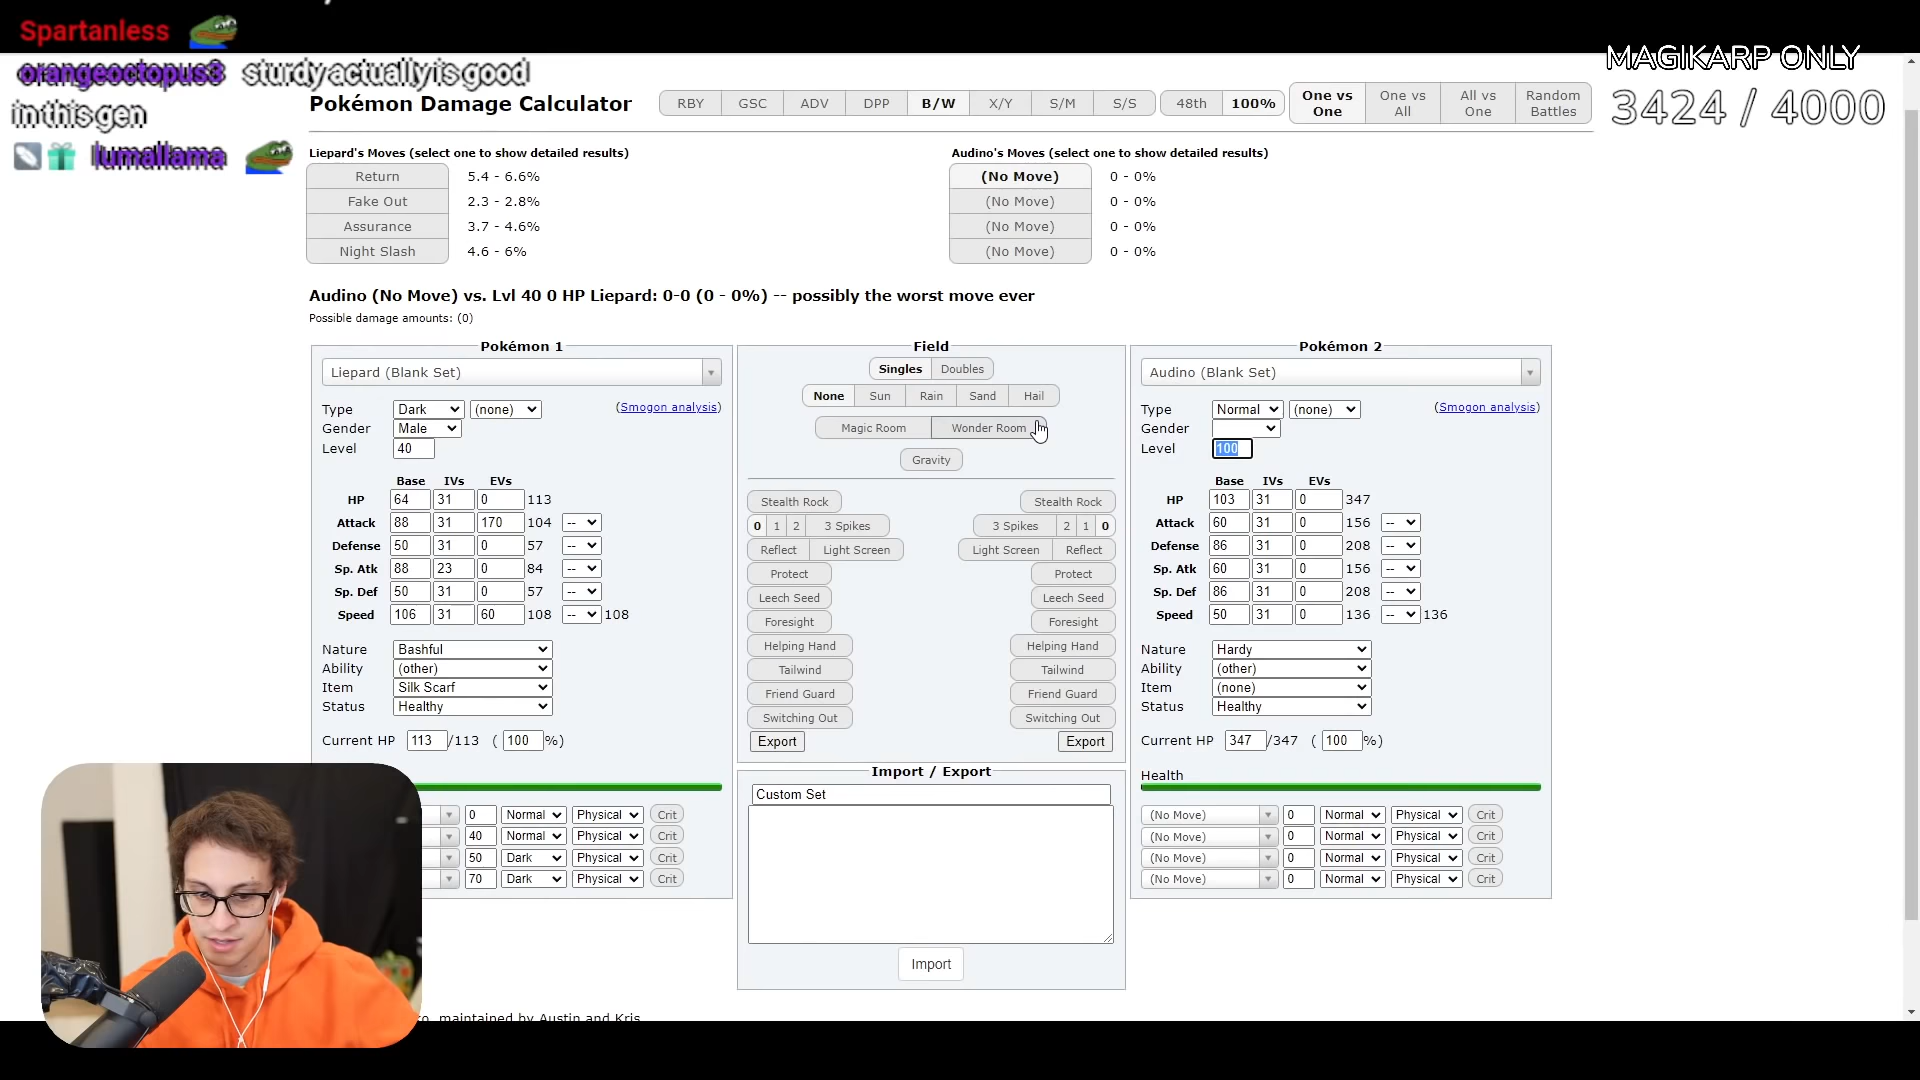 Spartanless
orangeoctopus3 sturdy actually is good
in this gen
lumallama
MAGIKARP ONLY
3424 / 4000
Pokémon Damage Calculator
RBY GSC ADV DPP B/W X/Y S/M S/S 48th 100% One vs One One vs All All vs One Random Battles
Liepard's Moves (select one to show detailed results)
Return 5.4 - 6.6%
Fake Out 2.3 - 2.8%
Assurance 3.7 - 4.6%
Night Slash 4.6 - 6%
Audino's Moves (select one to show detailed results)
(No Move) 0 - 0%
(No Move) 0 - 0%
(No Move) 0 - 0%
(No Move) 0 - 0%
Audino (No Move) vs. Lvl 40 0 HP Liepard: 0-0 (0 - 0%) -- possibly the worst move ever
Possible damage amounts: (0)
Pokémon 1
Liepard (Blank Set)
Type Dark (none) (Smogon analysis)
Gender Male
Level 40
Base IVs EVs
HP 64 31 0 113
Attack 88 31 170 104 --
Defense 50 31 0 57 --
Sp. Atk 88 23 0 84 --
Sp. Def 50 31 0 57 --
Speed 106 31 60 108 -- 108
Nature Bashful
Ability (other)
Item Silk Scarf
Status Healthy
Current HP 113 /113 ( 100 %)
0 Normal Physical Crit
40 Normal Physical Crit
50 Dark Physical Crit
70 Dark Physical Crit
Field
Singles Doubles
None Sun Rain Sand Hail
Magic Room Wonder Room
Gravity
Stealth Rock Stealth Rock
0 1 2 3 Spikes 3 Spikes 2 1 0
Reflect Light Screen Light Screen Reflect
Protect Protect
Leech Seed Leech Seed
Foresight Foresight
Helping Hand Helping Hand
Tailwind Tailwind
Friend Guard Friend Guard
Switching Out Switching Out
Export Export
Import / Export
Custom Set
Import
Pokémon 2
Audino (Blank Set)
Type Normal (none) (Smogon analysis)
Gender
Level 100
Base IVs EVs
HP 103 31 0 347
Attack 60 31 0 156 --
Defense 86 31 0 208 --
Sp. Atk 60 31 0 156 --
Sp. Def 86 31 0 208 --
Speed 50 31 0 136 -- 136
Nature Hardy
Ability (other)
Item (none)
Status Healthy
Current HP 347 /347 ( 100 %)
Health
(No Move) 0 Normal Physical Crit
(No Move) 0 Normal Physical Crit
(No Move) 0 Normal Physical Crit
(No Move) 0 Normal Physical Crit
maintained by Austin and Kris